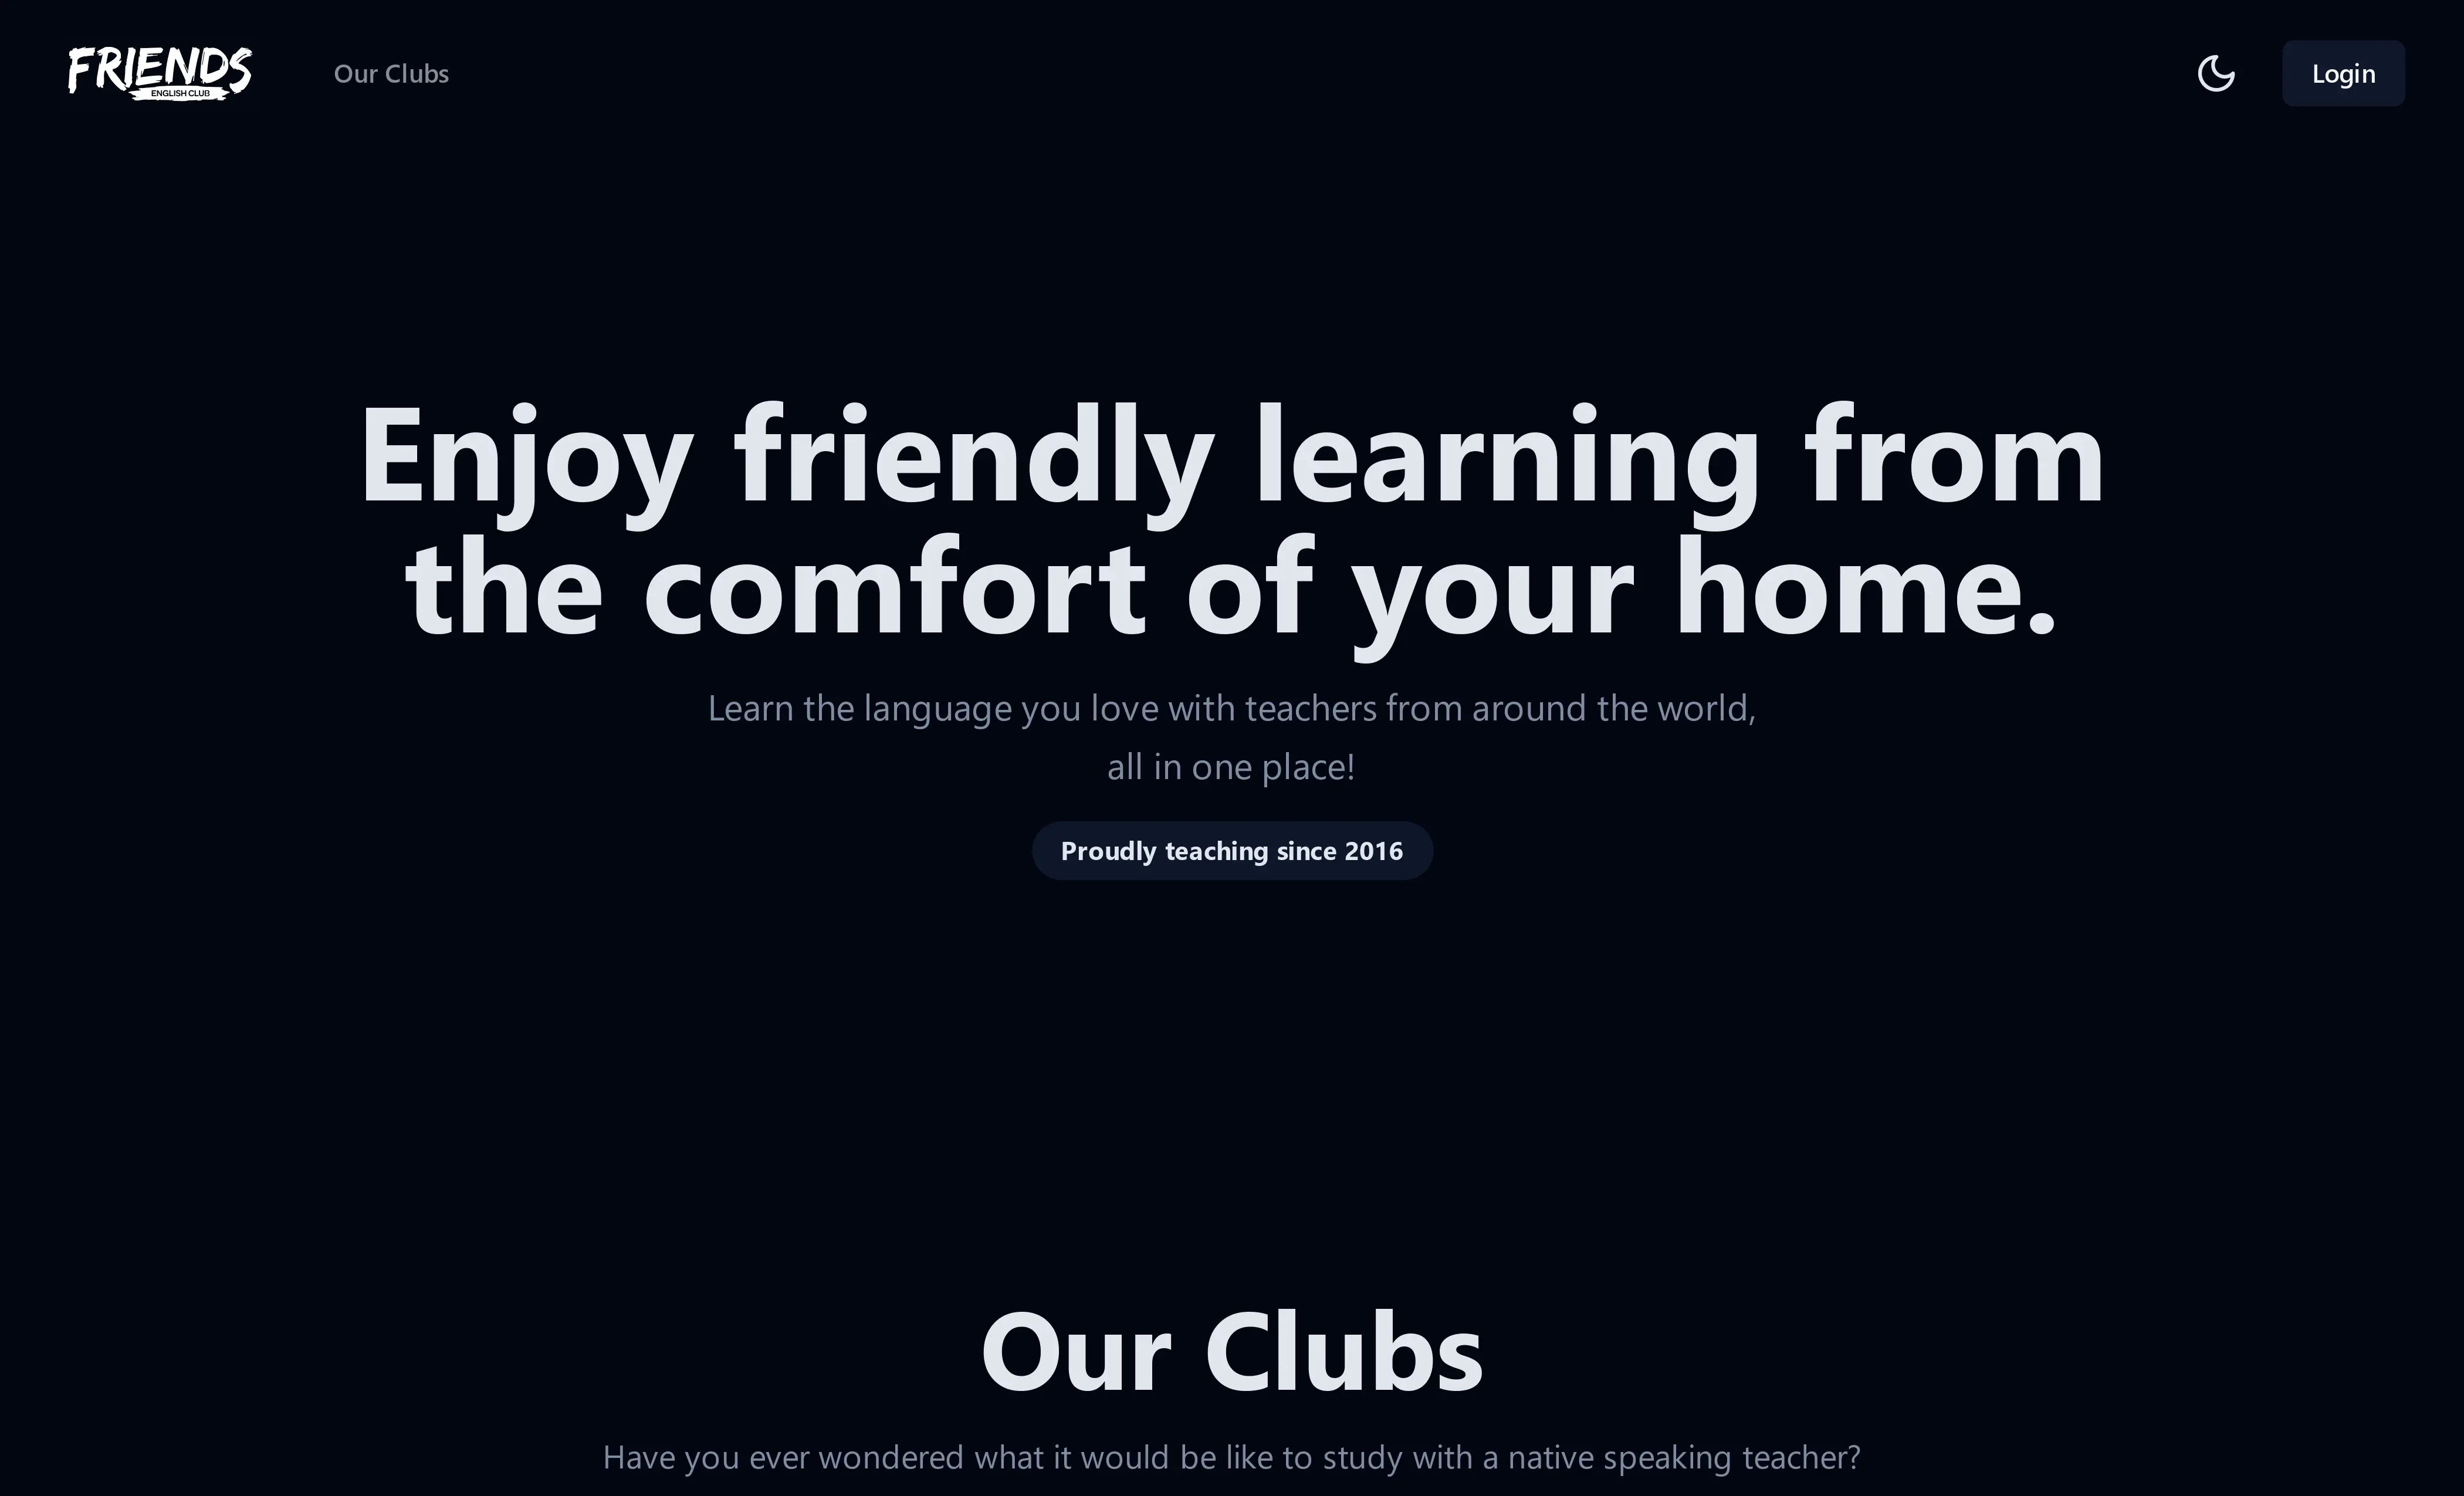 FRIENDS
ENGLISH CLUB
Our Clubs
Login
Enjoy friendly learning from
the comfort of your home.
Learn the language you love with teachers from around the world,
all in one place!
Proudly teaching since 2016
Our Clubs
Have you ever wondered what it would be like to study with a native speaking teacher?